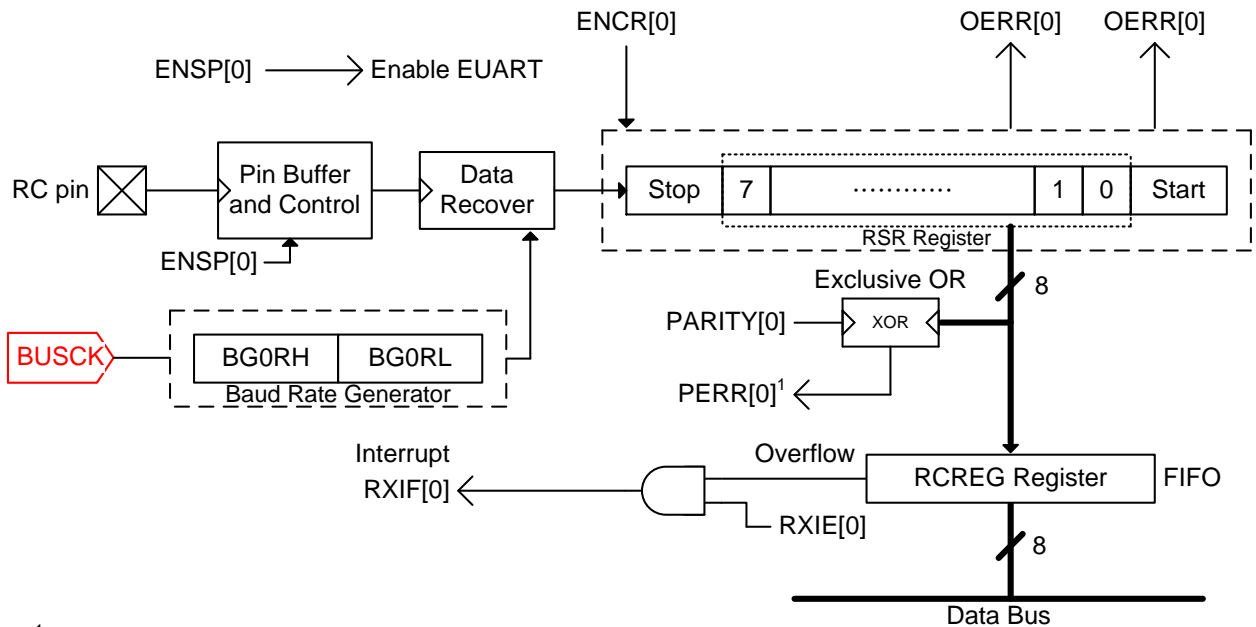 ENCR[0]
OERR[0]
OERR[0]
ENSP[0]
Enable EUART
RC pin
Pin Buffer
and Control
Data
Recover
Stop
7
............
1
0
Start
RSR Register
ENSP[0]
Exclusive OR
8
BUSCK
BG0RH
BG0RL
Baud Rate Generator
PARITY[0]
XOR
PERR[0]¹
Interrupt
RXIF[0]
Overflow
RCREG Register
FIFO
RXIE[0]
8
Data Bus